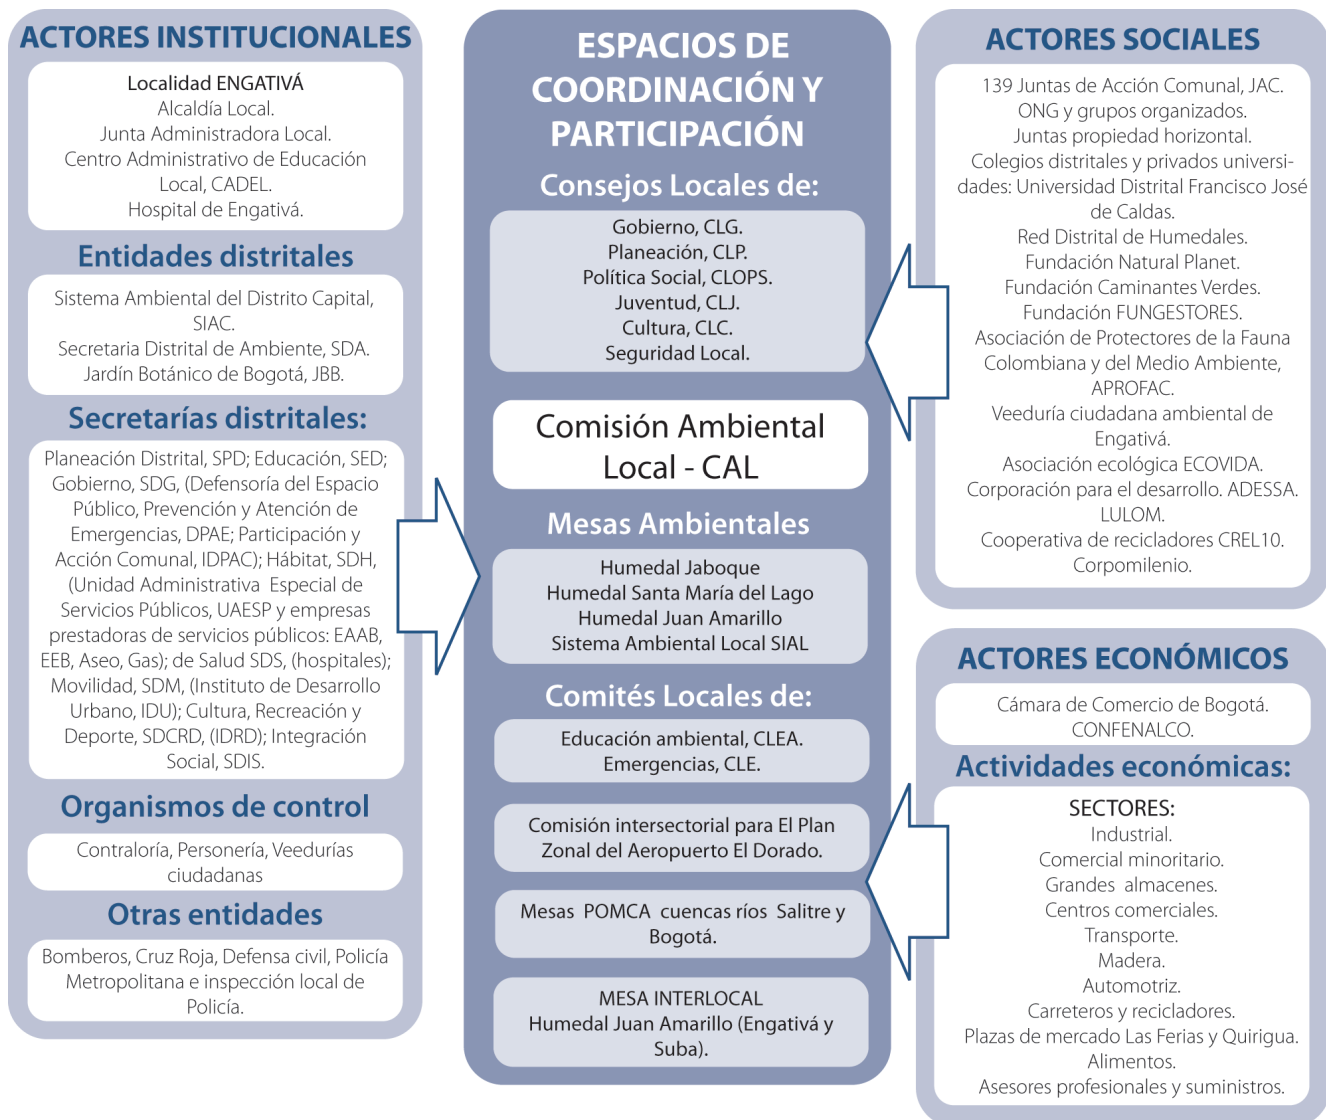 ACTORES INSTITUCIONALES
Localidad ENGATIVÁ
Alcaldía Local.
Junta Administradora Local.
Centro Administrativo de Educación
Local, CADEL.
Hospital de Engativá.
Entidades distritales
Sistema Ambiental del Distrito Capital,
SIAC.
Secretaria Distrital de Ambiente, SDA.
Jardín Botánico de Bogotá, JBB.
Secretarías distritales:
Planeación Distrital, SPD; Educación, SED;
Gobierno, SDG, (Defensoría del Espacio
Público, Prevención y Atención de
Emergencias, DPAE; Participación y
Acción Comunal, IDPAC); Hábitat, SDH,
(Unidad Administrativa Especial de
Servicios Públicos, UAESP y empresas
prestadoras de servicios públicos: EAAB,
EEB, Aseo, Gas); de Salud SDS, (hospitales);
Movilidad, SDM, (Instituto de Desarrollo
Urbano, IDU); Cultura, Recreación y
Deporte, SDCRD, (IDRD); Integración
Social, SDIS.
Organismos de control
Contraloría, Personería, Veedurías
ciudadanas
Otras entidades
Bomberos, Cruz Roja, Defensa civil, Policía
Metropolitana e inspección local de
Policía.
ESPACIOS DE
COORDINACIÓN Y
PARTICIPACIÓN
Consejos Locales de:
Gobierno, CLG.
Planeación, CLP.
Política Social, CLOPS.
Juventud, CLJ.
Cultura, CLC.
Seguridad Local.
Comisión Ambiental
Local - CAL
Mesas Ambientales
Humedal Jaboque
Humedal Santa María del Lago
Humedal Juan Amarillo
Sistema Ambiental Local SIAL
Comités Locales de:
Educación ambiental, CLEA.
Emergencias, CLE.
Comisión intersectorial para El Plan
Zonal del Aeropuerto El Dorado.
Mesas POMCA cuencas ríos Salitre y
Bogotá.
MESA INTERLOCAL
Humedal Juan Amarillo (Engativá y
Suba).
ACTORES SOCIALES
139 Juntas de Acción Comunal, JAC.
ONG y grupos organizados.
Juntas propiedad horizontal.
Colegios distritales y privados universi-
dades: Universidad Distrital Francisco José
de Caldas.
Red Distrital de Humedales.
Fundación Natural Planet.
Fundación Caminantes Verdes.
Fundación FUNGESTORES.
Asociación de Protectores de la Fauna
Colombiana y del Medio Ambiente,
APROFAC.
Veeduría ciudadana ambiental de
Engativá.
Asociación ecológica ECOVIDA.
Corporación para el desarrollo. ADESSA.
LULOM.
Cooperativa de recicladores CREL10.
Corpomilenio.
ACTORES ECONÓMICOS
Cámara de Comercio de Bogotá.
CONFENALCO.
Actividades económicas:
SECTORES:
Industrial.
Comercial minoritario.
Grandes almacenes.
Centros comerciales.
Transporte.
Madera.
Automotriz.
Carreteros y recicladores.
Plazas de mercado Las Ferias y Quirigua.
Alimentos.
Asesores profesionales y suministros.